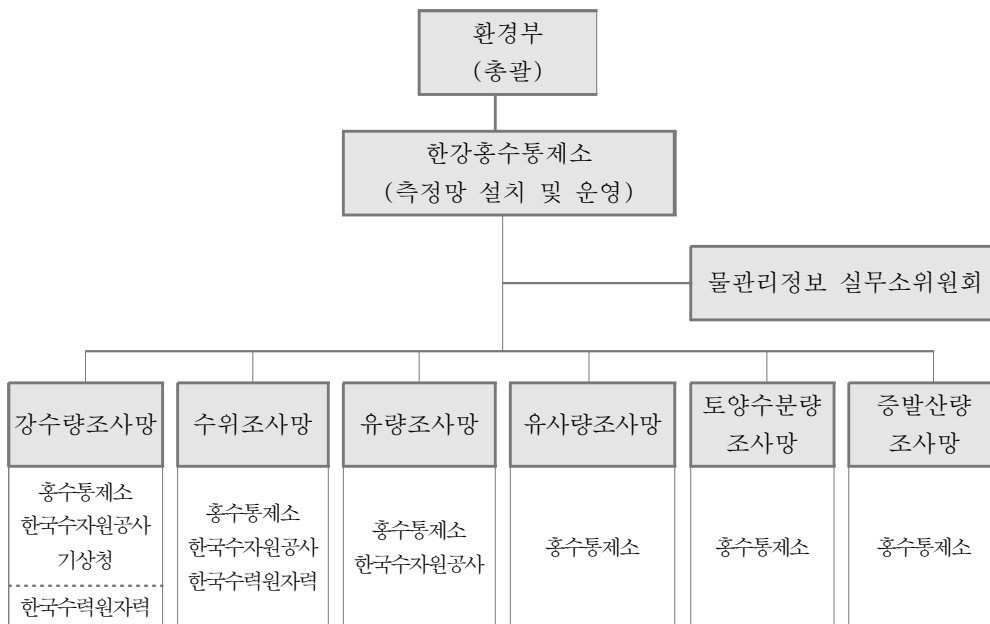 환경부
(총괄)
한강홍수통제소
(측정망 설치 및 운영)
물관리정보 실무소위원회
강수량조사망
수위조사망
유량조사망
유사량조사망
토양수분량
조사망
증발산량
조사망
홍수통제소
한국수자원공사
기상청
한국수력원자력
홍수통제소
한국수자원공사
한국수력원자력
홍수통제소
한국수자원공사
홍수통제소
홍수통제소
홍수통제소